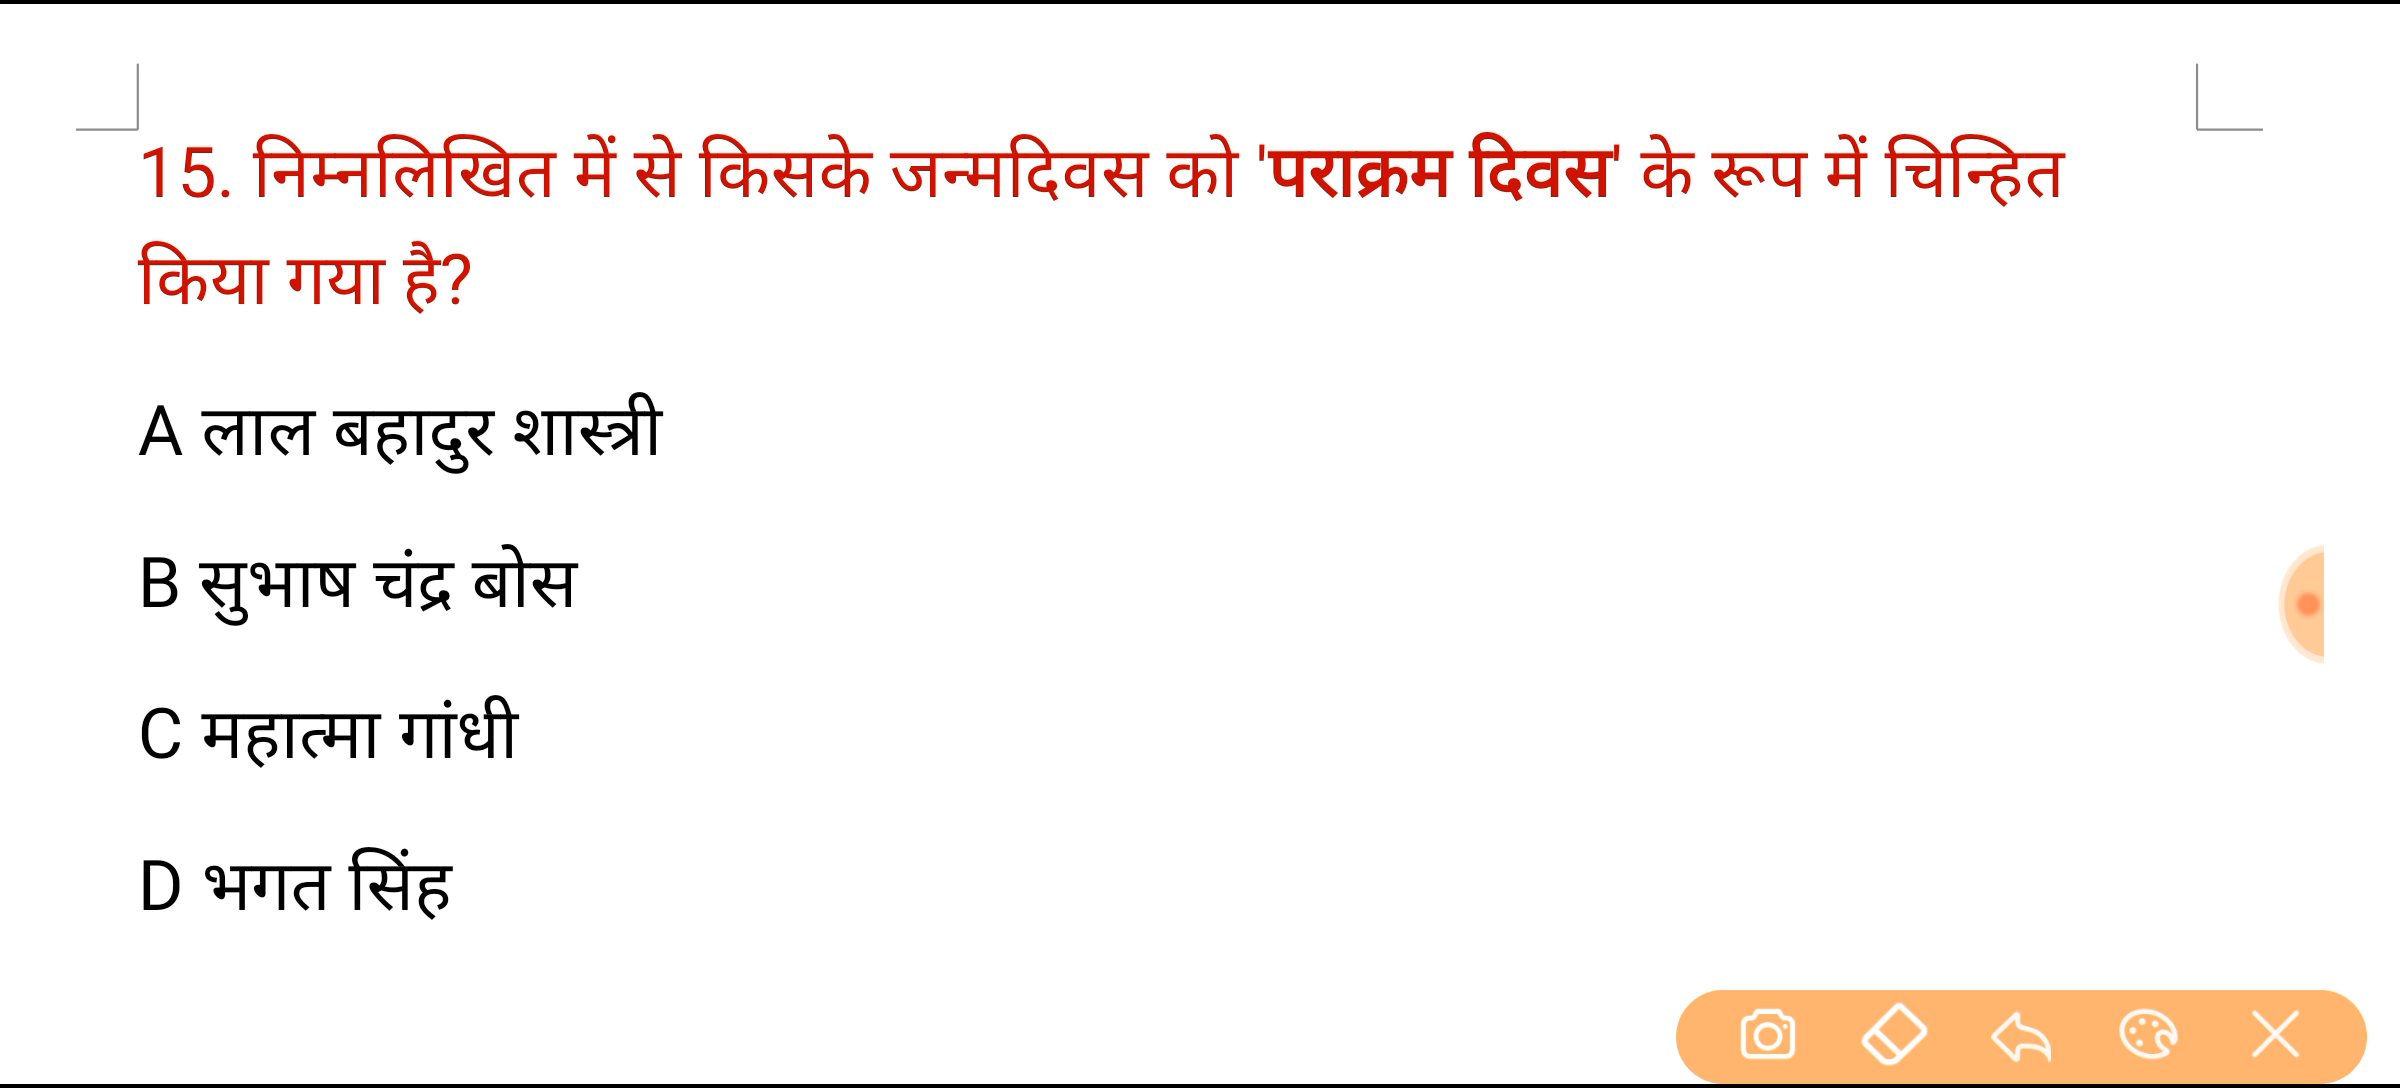 15. निम्नलिखित में से किसके जन्मदिवस को 'पराक्रम दिवस' के रूप में चिन्हित
किया गया है?
A लाल बहादुर शास्त्री
B सुभाष चंद्र बोस
C महात्मा गांधी
D भगत सिंह